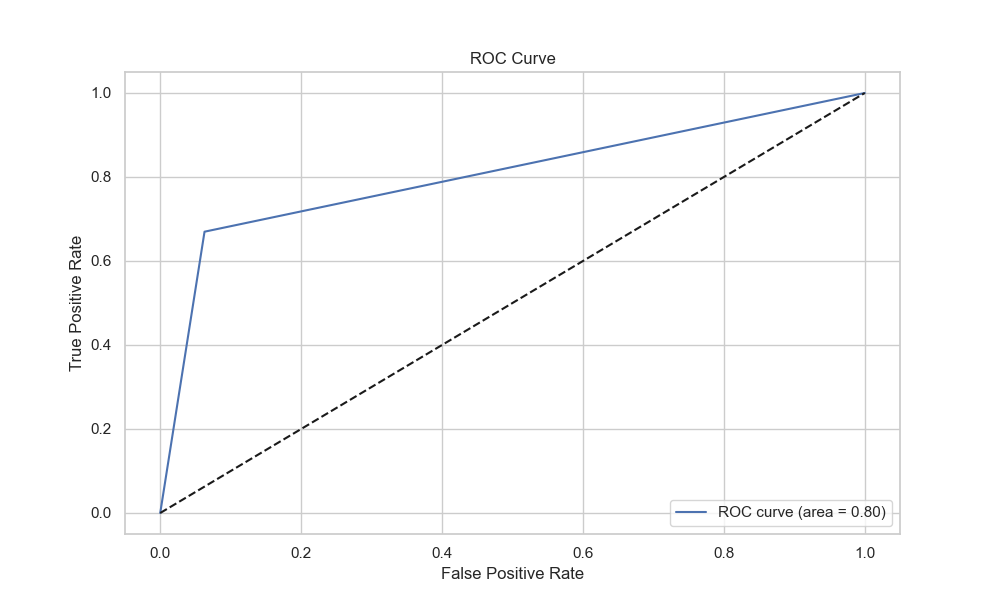 ROC Curve
1.0
0.8
0.6
0.4
0.2
0.0
True Positive Rate
ROC curve (area = 0.80)
0.0 0.2 0.4 0.6 0.8 1.0
False Positive Rate